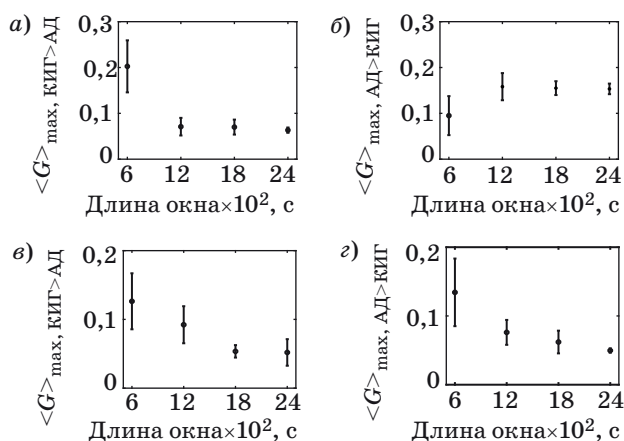 а)
<G>max, КИГ>АД
0,3
0,2
0,1
0
6 12 18 24
Длина окна×10², с
б)
<G>max, АД>КИГ
0,3
0,2
0,1
0
6 12 18 24
Длина окна×10², с
в)
<G>max, КИГ>АД
0,2
0,1
0
6 12 18 24
Длина окна×10², с
г)
<G>max, АД>КИГ
0,2
0,1
0
6 12 18 24
Длина окна×10², с